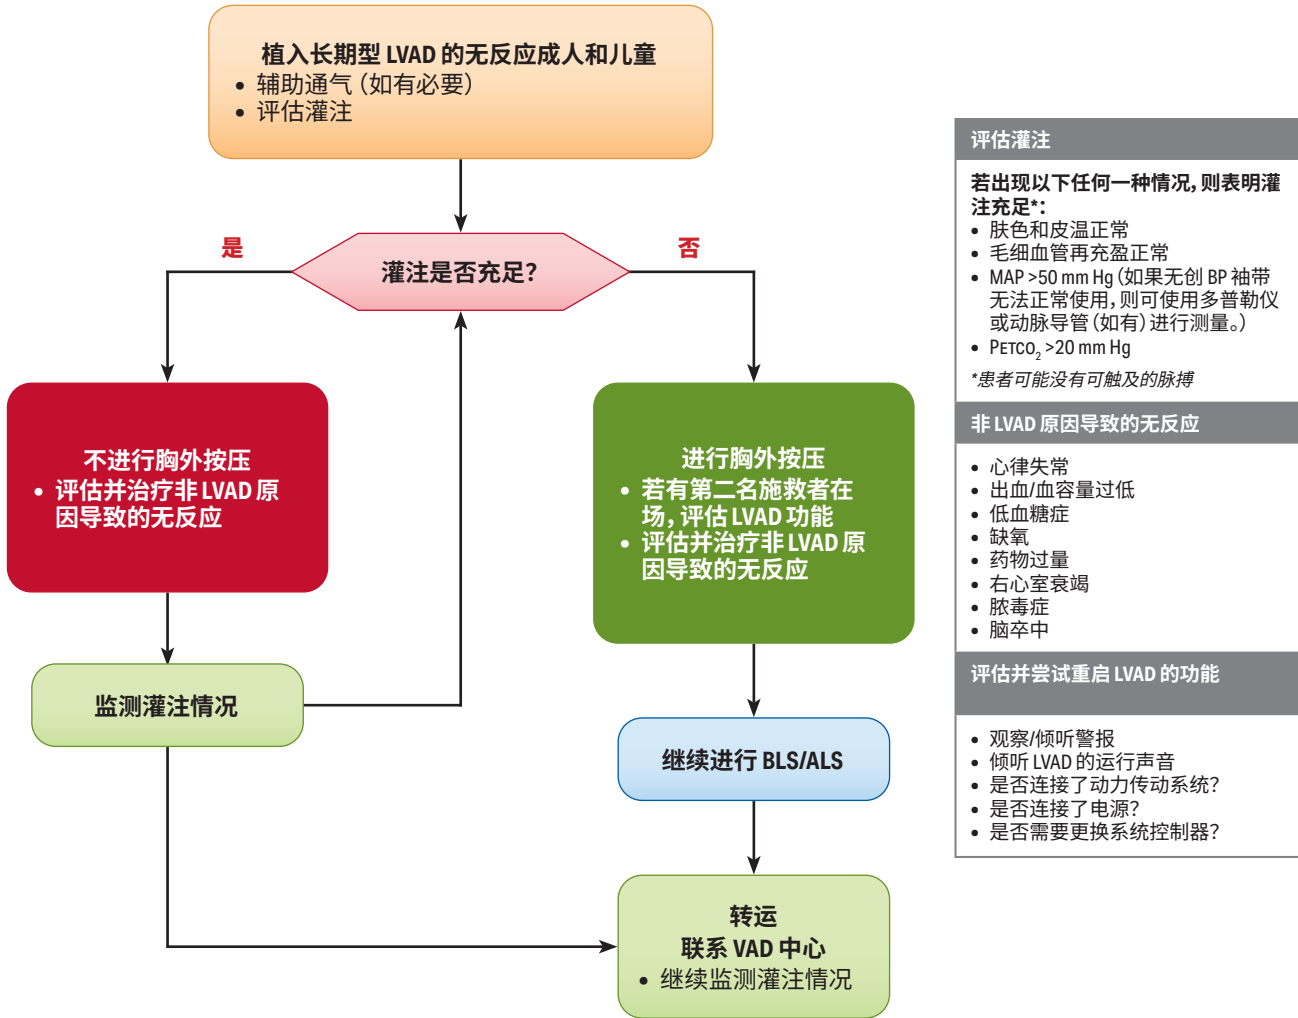 植入长期型 LVAD 的无反应成人和儿童
• 辅助通气（如有必要）
• 评估灌注
是
灌注是否充足？
否
不进行胸外按压
• 评估并治疗非 LVAD 原
因导致的无反应
进行胸外按压
• 若有第二名施救者在
场，评估 LVAD 功能
• 评估并治疗非 LVAD 原
因导致的无反应
监测灌注情况
继续进行 BLS/ALS
转运
联系 VAD 中心
• 继续监测灌注情况
评估灌注
若出现以下任何一种情况，则表明灌
注充足*：
• 肤色和皮温正常
• 毛细血管再充盈正常
• MAP >50 mm Hg（如果无创 BP 袖带
无法正常使用，则可使用多普勒仪
或动脉导管（如有）进行测量。）
• PETCO₂ >20 mm Hg
*患者可能没有可触及的脉搏
非 LVAD 原因导致的无反应
• 心律失常
• 出血/血容量过低
• 低血糖症
• 缺氧
• 药物过量
• 右心室衰竭
• 脓毒症
• 脑卒中
评估并尝试重启 LVAD 的功能
• 观察/倾听警报
• 倾听 LVAD 的运行声音
• 是否连接了动力传动系统？
• 是否连接了电源？
• 是否需要更换系统控制器？